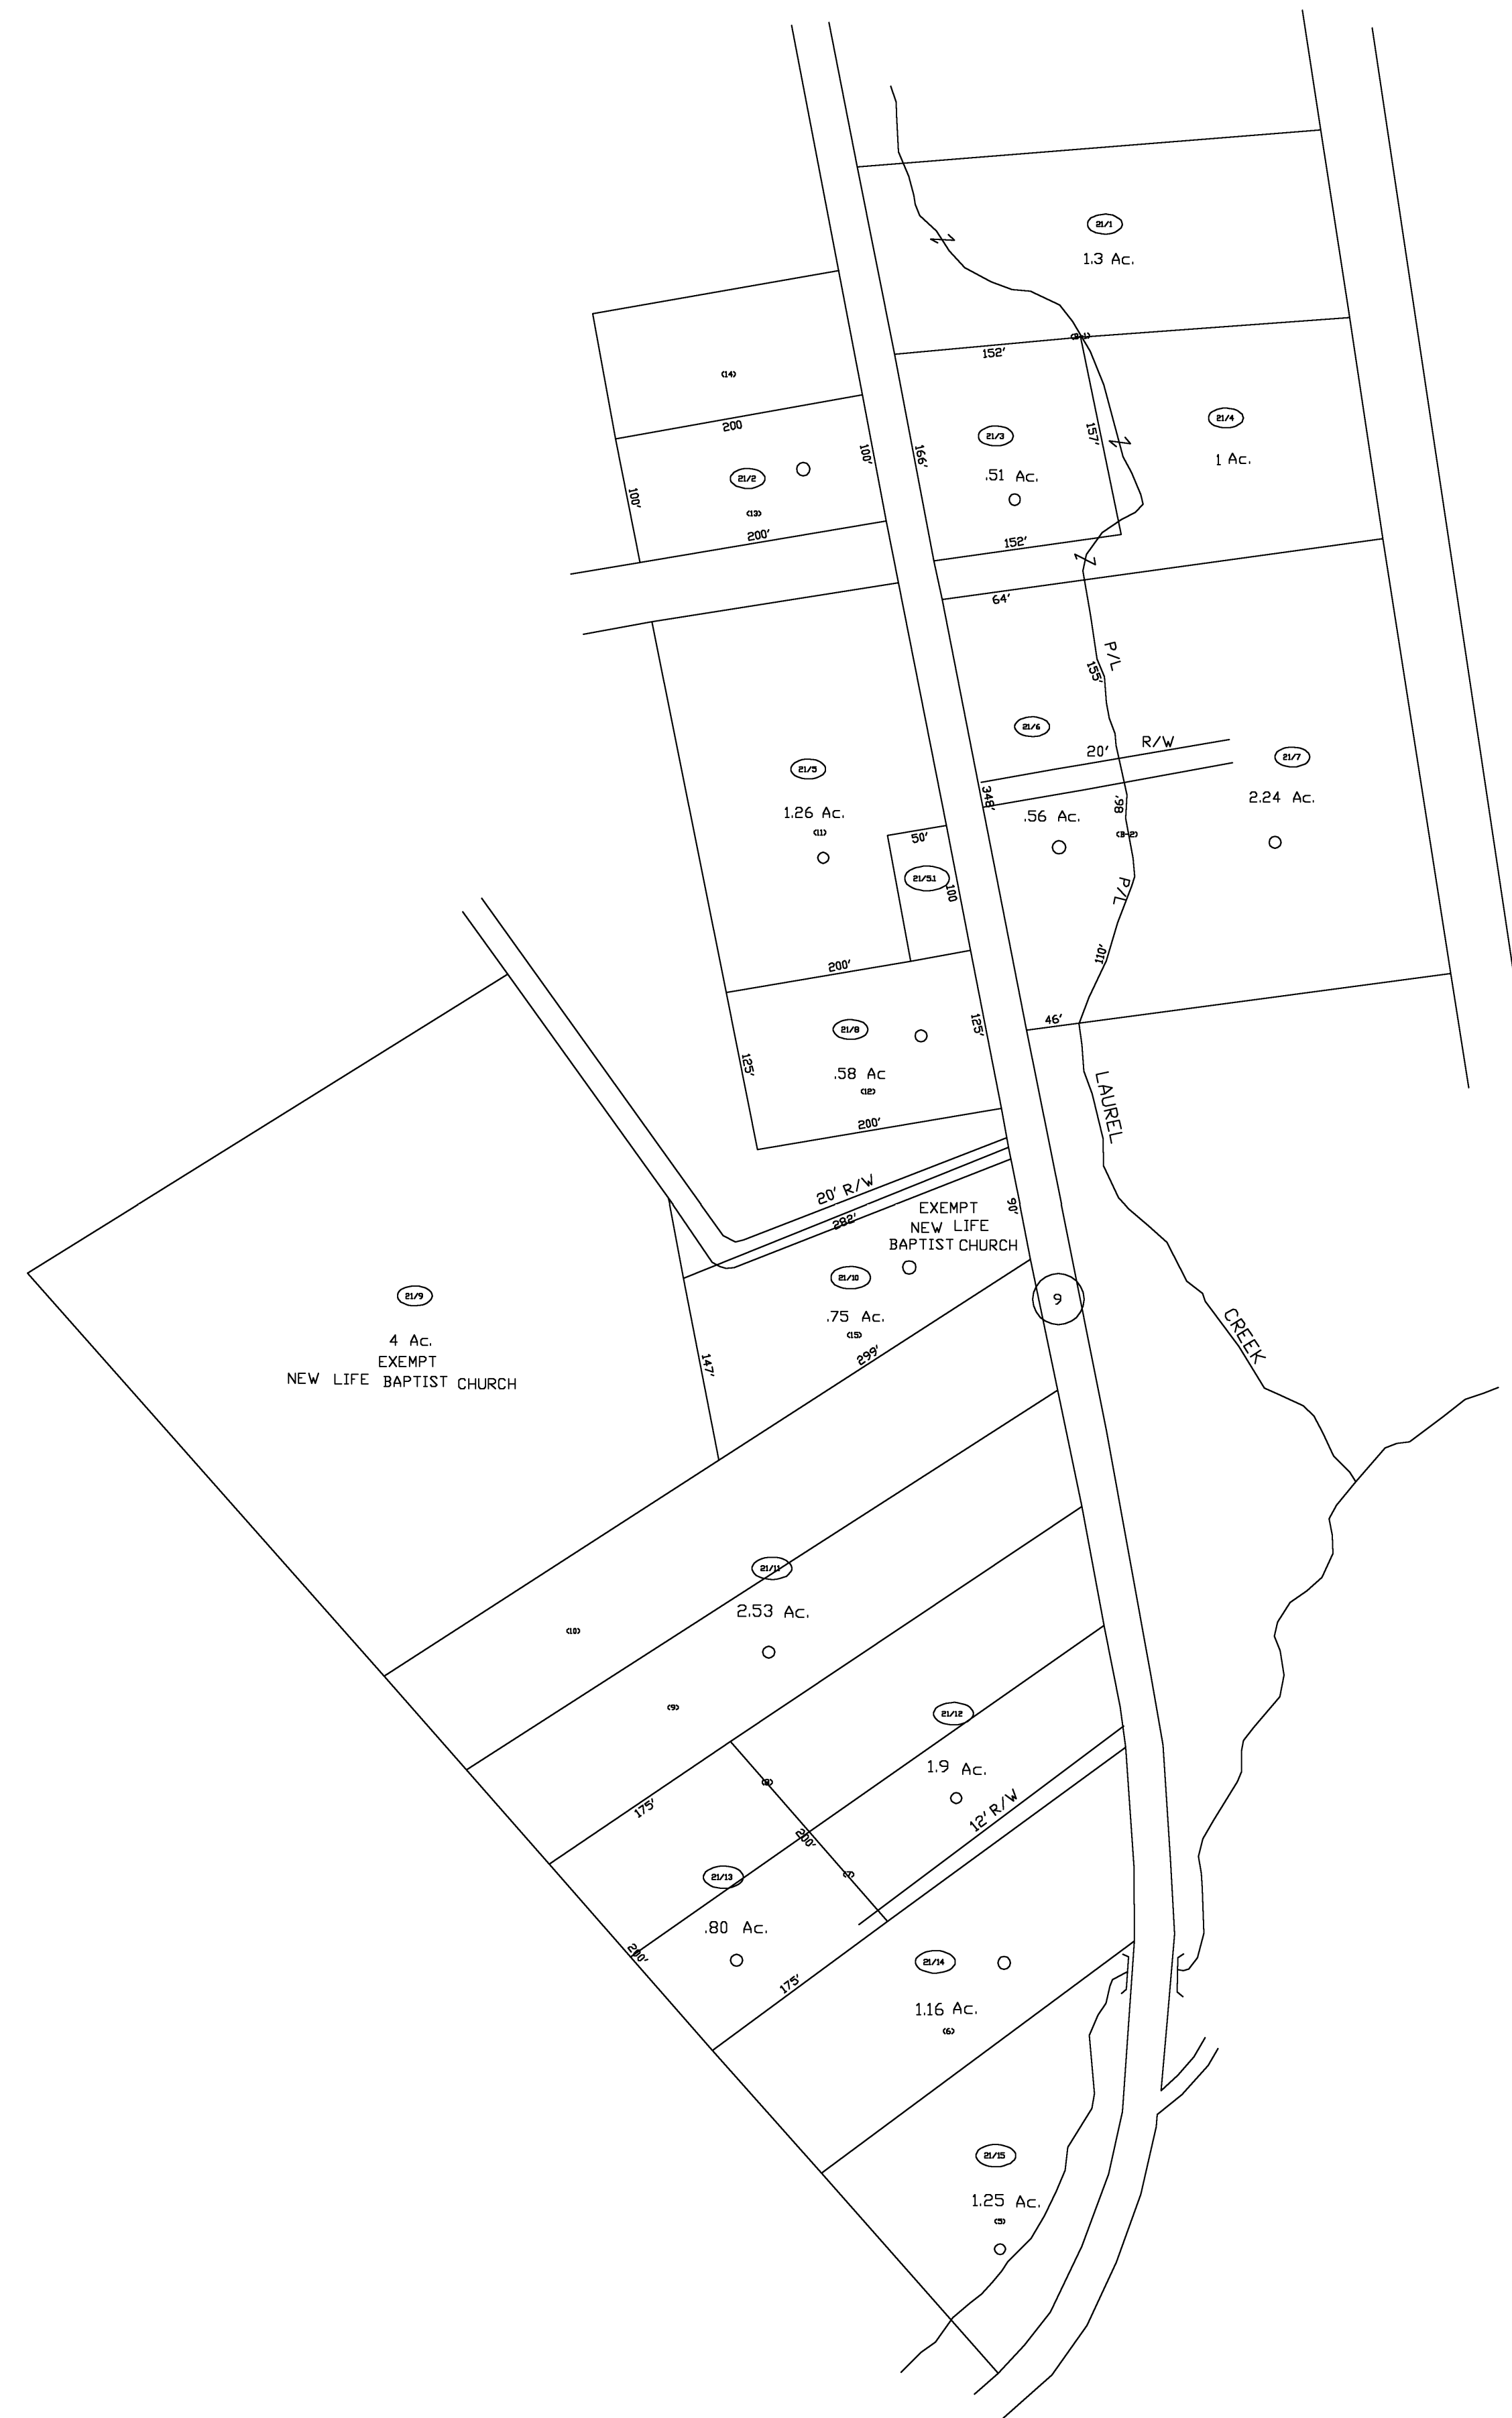 21/1
1.3 Ac.
152'
(14)
200
100'
166'
21/3
.51 Ac.
157'
21/4
1 Ac.
21/2
(13)
100'
200'
152'
64'
P/L
155'
21/6
20' R/W
21/5
1.26 Ac.
(11)
348'
.56 Ac.
98'
21/7
2.24 Ac.
50'
21/5.1
100
P/L
110'
200'
46'
21/8
.58 Ac
(12)
125'
125'
200'
LAUREL
20' R/W
282'
90'
EXEMPT
NEW LIFE
BAPTIST CHURCH
21/10
.75 Ac.
(15)
299'
147'
9
CREEK
21/9
4 Ac.
EXEMPT
NEW LIFE BAPTIST CHURCH
21/11
2.53 Ac.
(10)
(9)
21/12
1.9 Ac.
12' R/W
175'
200'
21/13
.80 Ac.
200'
175'
21/14
1.16 Ac.
(6)
21/15
1.25 Ac.
(5)